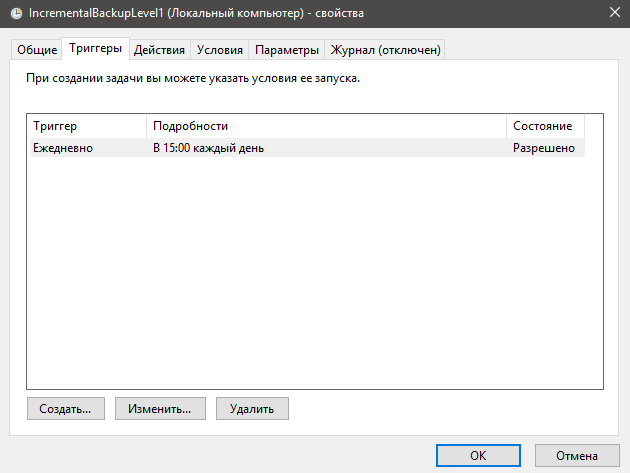 IncrementalBackupLevel1 (Локальный компьютер) - свойства
Общие Триггеры Действия Условия Параметры Журнал (отключен)
При создании задачи вы можете указать условия ее запуска.
Триггер Подробности Состояние
Ежедневно В 15:00 каждый день Разрешено
Создать... Изменить... Удалить
OK Отмена